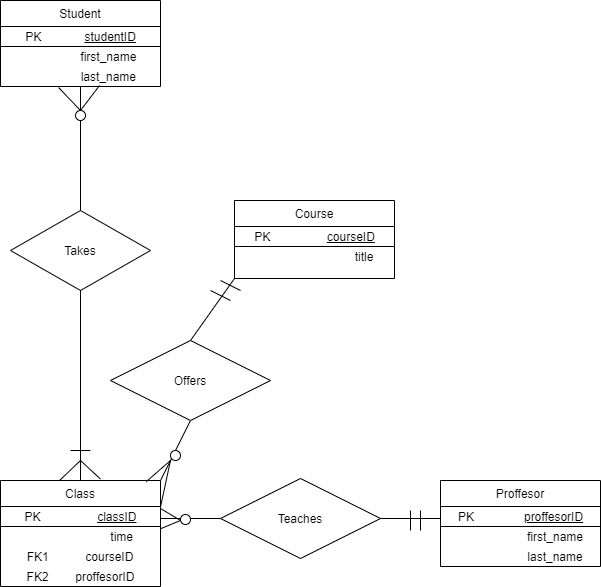 Student
PK studentID
first_name
last_name
Takes
Course
PK courseID
title
Offers
Class
PK classID
time
FK1 courseID
FK2 proffesorID
Teaches
Proffesor
PK proffesorID
first_name
last_name